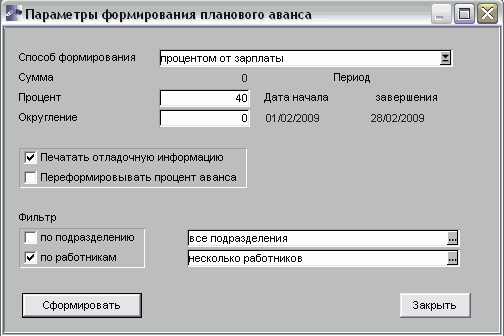 Параметры формирования планового аванса
Способ формирования процентом от зарплаты
Сумма 0 Период
Процент 40 Дата начала завершения
Округление 0 01/02/2009 28/02/2009
Печатать отладочную информацию
Переформировывать процент аванса
Фильтр
по подразделению все подразделения ...
по работникам несколько работников ...
Сформировать Закрыть